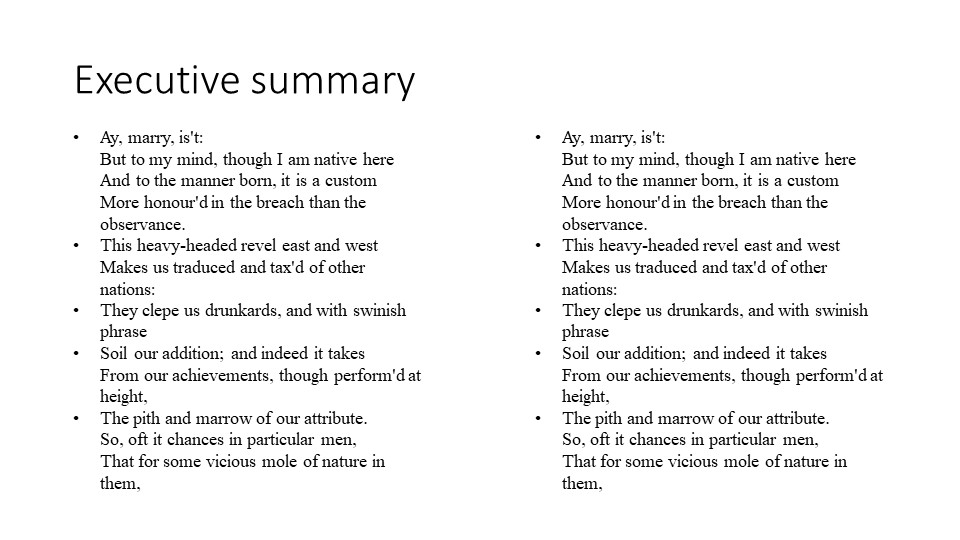 Executive summary
• Ay, marry, is't:
But to my mind, though I am native here
And to the manner born, it is a custom
More honour'd in the breach than the
observance.
• This heavy-headed revel east and west
Makes us traduced and tax'd of other
nations:
• They clepe us drunkards, and with swinish
phrase
• Soil our addition; and indeed it takes
From our achievements, though perform'd at
height,
• The pith and marrow of our attribute.
So, oft it chances in particular men,
That for some vicious mole of nature in
them,
• Ay, marry, is't:
But to my mind, though I am native here
And to the manner born, it is a custom
More honour'd in the breach than the
observance.
• This heavy-headed revel east and west
Makes us traduced and tax'd of other
nations:
• They clepe us drunkards, and with swinish
phrase
• Soil our addition; and indeed it takes
From our achievements, though perform'd at
height,
• The pith and marrow of our attribute.
So, oft it chances in particular men,
That for some vicious mole of nature in
them,